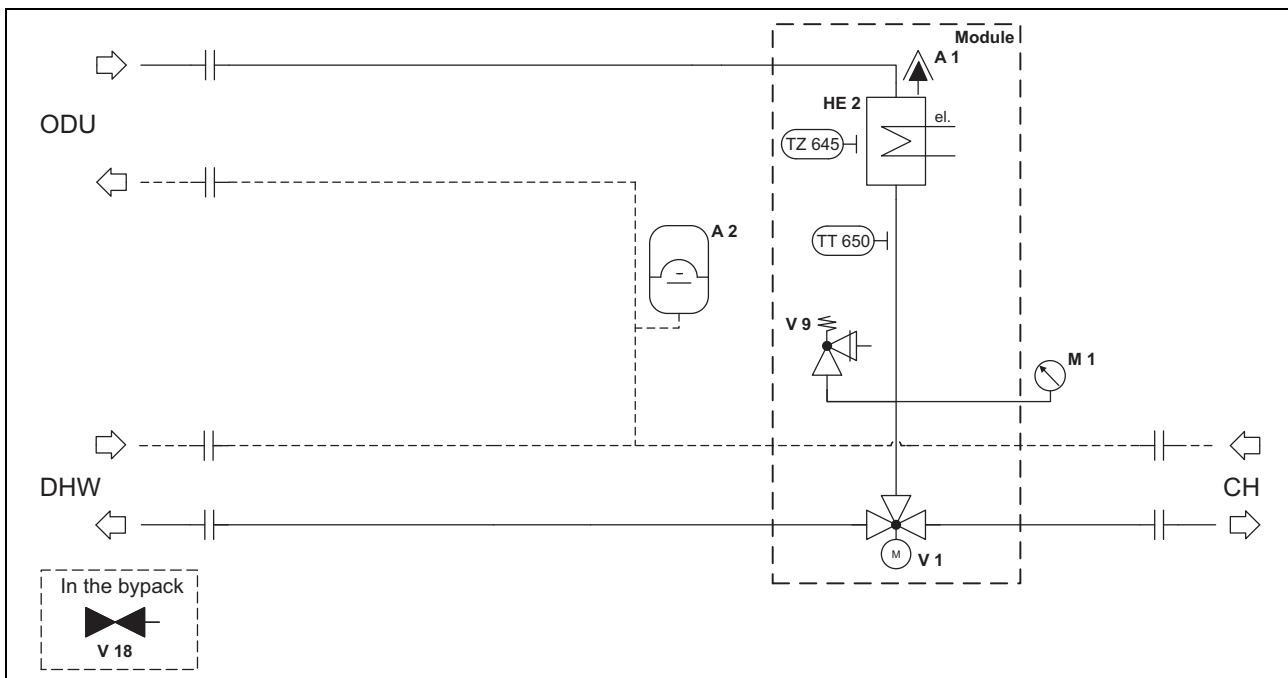 Module
A 1
HE 2
el.
TZ 645
ODU
TT 650
A 2
V 9
M 1
DHW
CH
M
V 1
In the bypack
V 18